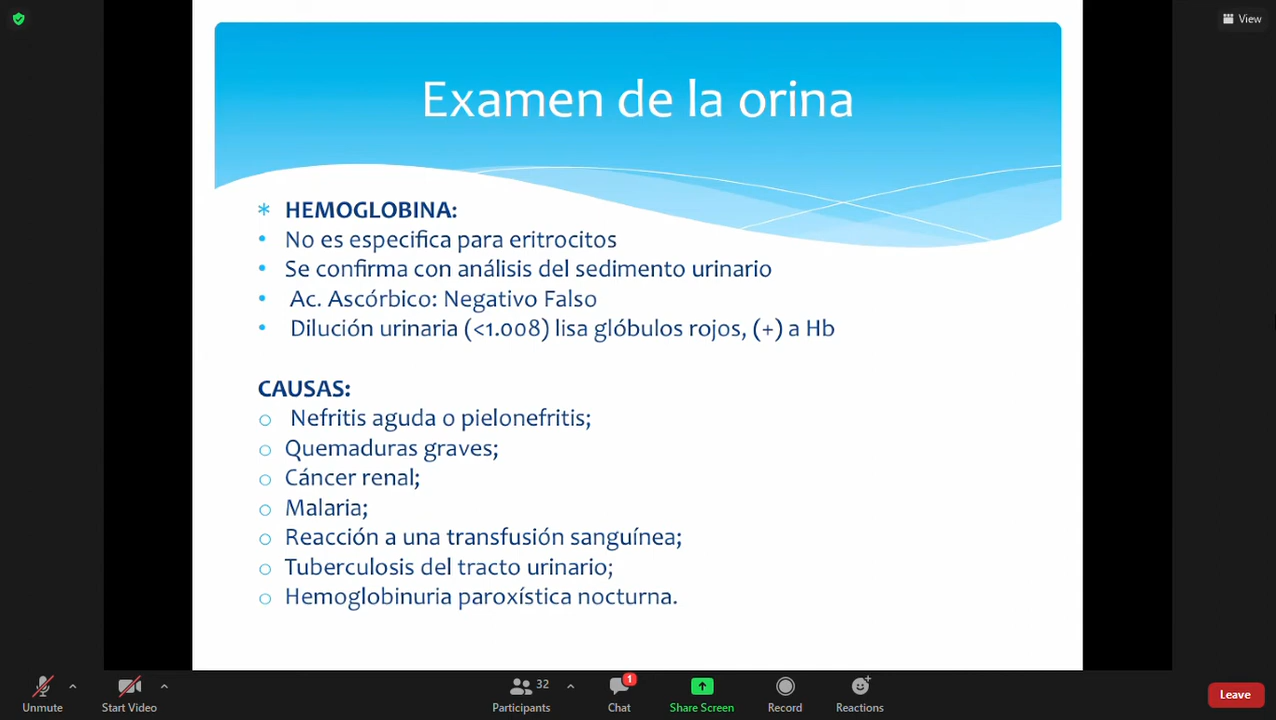 View
Examen de la orina
* HEMOGLOBINA:
• No es especifica para eritrocitos
• Se confirma con análisis del sedimento urinario
• Ac. Ascórbico: Negativo Falso
• Dilución urinaria (<1.008) lisa glóbulos rojos, (+) a Hb
CAUSAS:
o Nefritis aguda o pielonefritis;
o Quemaduras graves;
o Cáncer renal;
o Malaria;
o Reacción a una transfusión sanguínea;
o Tuberculosis del tracto urinario;
o Hemoglobinuria paroxística nocturna.
Unmute
Start Video
32
Participants
1
Chat
Share Screen
Record
Reactions
Leave